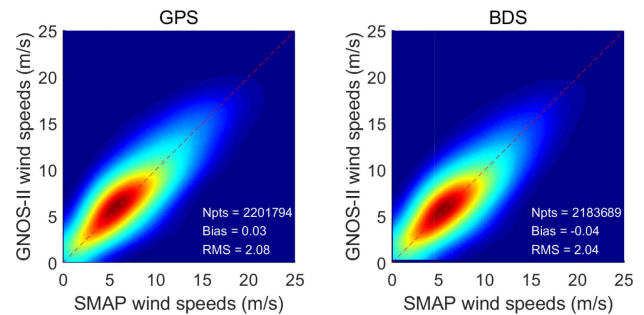 GPS
GNOS-II wind speeds (m/s)
25
20
15
10
5
0
Npts = 2201794
Bias = 0.03
RMS = 2.08
0 5 10 15 20 25
SMAP wind speeds (m/s)
BDS
GNOS-II wind speeds (m/s)
25
20
15
10
5
0
Npts = 2183689
Bias = -0.04
RMS = 2.04
0 5 10 15 20 25
SMAP wind speeds (m/s)